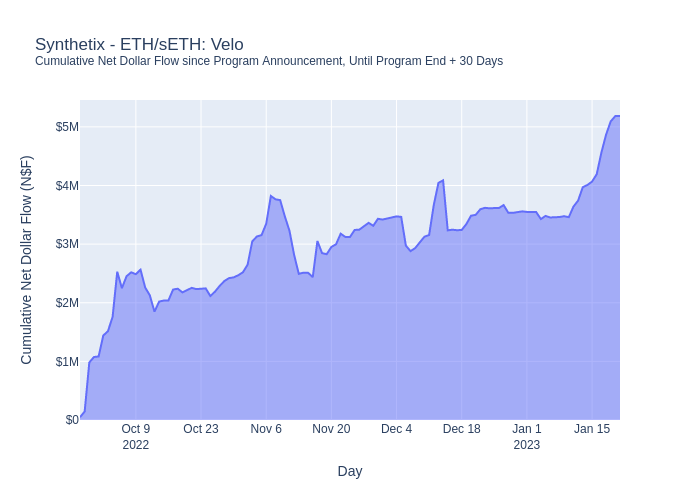 Synthetix - ETH/sETH: Velo
Cumulative Net Dollar Flow since Program Announcement, Until Program End + 30 Days
Cumulative Net Dollar Flow (N$F)
$5M
$4M
$3M
$2M
$1M
$0
Oct 9
2022
Oct 23
Nov 6
Nov 20
Dec 4
Dec 18
Jan 1
2023
Jan 15
Day